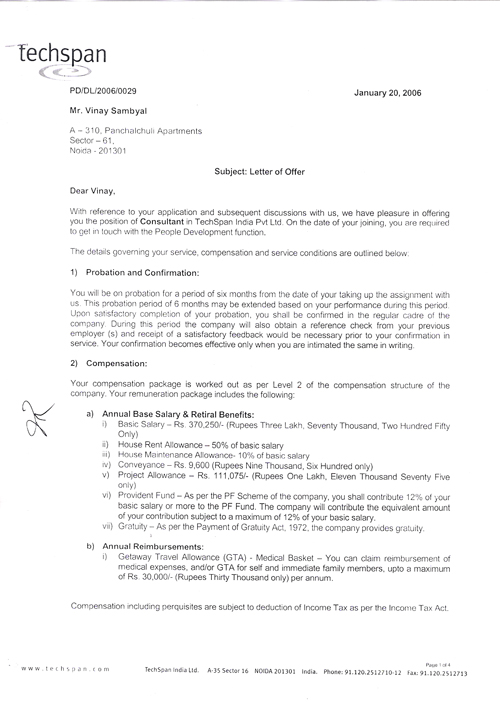 techspan
PD/DL/2006/0029
January 20, 2006
Mr. Vinay Sambyal
A – 310, Panchalchuli Apartments
Sector – 61,
Noida - 201301
Subject: Letter of Offer
Dear Vinay,
With reference to your application and subsequent discussions with us, we have pleasure in offering
you the position of Consultant in TechSpan India Pvt Ltd. On the date of your joining, you are required
to get in touch with the People Development function.
The details governing your service, compensation and service conditions are outlined below:
1) Probation and Confirmation:
You will be on probation for a period of six months from the date of your taking up the assignment with
us. This probation period of 6 months may be extended based on your performance during this period.
Upon satisfactory completion of your probation, you shall be confirmed in the regular cadre of the
company. During this period the company will also obtain a reference check from your previous
employer (s) and receipt of a satisfactory feedback would be necessary prior to your confirmation in
service. Your confirmation becomes effective only when you are intimated the same in writing.
2) Compensation:
Your compensation package is worked out as per Level 2 of the compensation structure of the
company. Your remuneration package includes the following:
a) Annual Base Salary & Retiral Benefits:
i) Basic Salary – Rs. 370,250/- (Rupees Three Lakh, Seventy Thousand, Two Hundred Fifty
Only)
ii) House Rent Allowance – 50% of basic salary
iii) House Maintenance Allowance- 10% of basic salary
iv) Conveyance – Rs. 9,600 (Rupees Nine Thousand, Six Hundred only)
v) Project Allowance – Rs. 111,075/- (Rupees One Lakh, Eleven Thousand Seventy Five
only)
vi) Provident Fund – As per the PF Scheme of the company, you shall contribute 12% of your
basic salary or more to the PF Fund. The company will contribute the equivalent amount
of your contribution subject to a maximum of 12% of your basic salary.
vii) Gratuity – As per the Payment of Gratuity Act, 1972, the company provides gratuity.
b) Annual Reimbursements:
i) Getaway Travel Allowance (GTA) - Medical Basket – You can claim reimbursement of
medical expenses, and/or GTA for self and immediate family members, upto a maximum
of Rs. 30,000/- (Rupees Thirty Thousand only) per annum.
Compensation including perquisites are subject to deduction of Income Tax as per the Income Tax Act.
Page 1 of 4
www.techspan.com
TechSpan India Ltd. A-35 Sector 16 NOIDA 201301 India. Phone: 91.120.2512710-12 Fax: 91.120.2512713